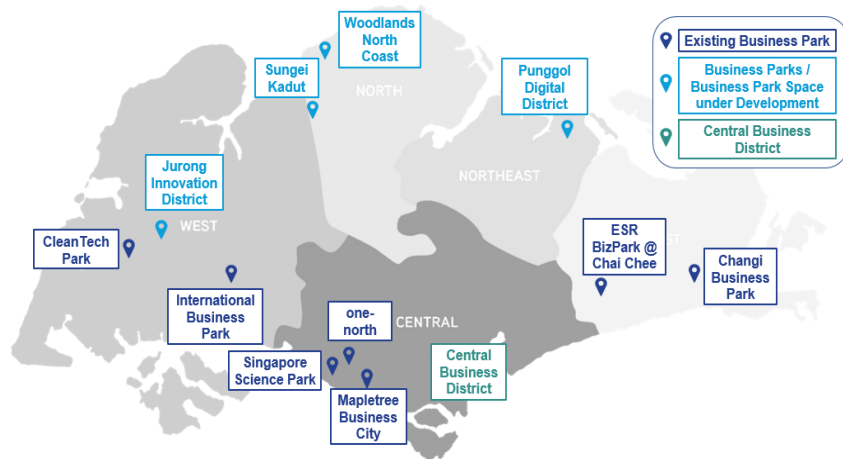 Woodlands
North
Coast
Existing Business Park
Business Parks /
Business Park Space
under Development
Central Business
District
Sungei
Kadut
NORTH
Punggol
Digital
District
Jurong
Innovation
District
NORTHEAST
WEST
CleanTech
Park
ESR
BizPark @
Chai Chee
ST
Changi
Business
Park
International
Business
Park
one-
north
CENTRAL
Singapore
Science Park
Central
Business
District
Mapletree
Business
City